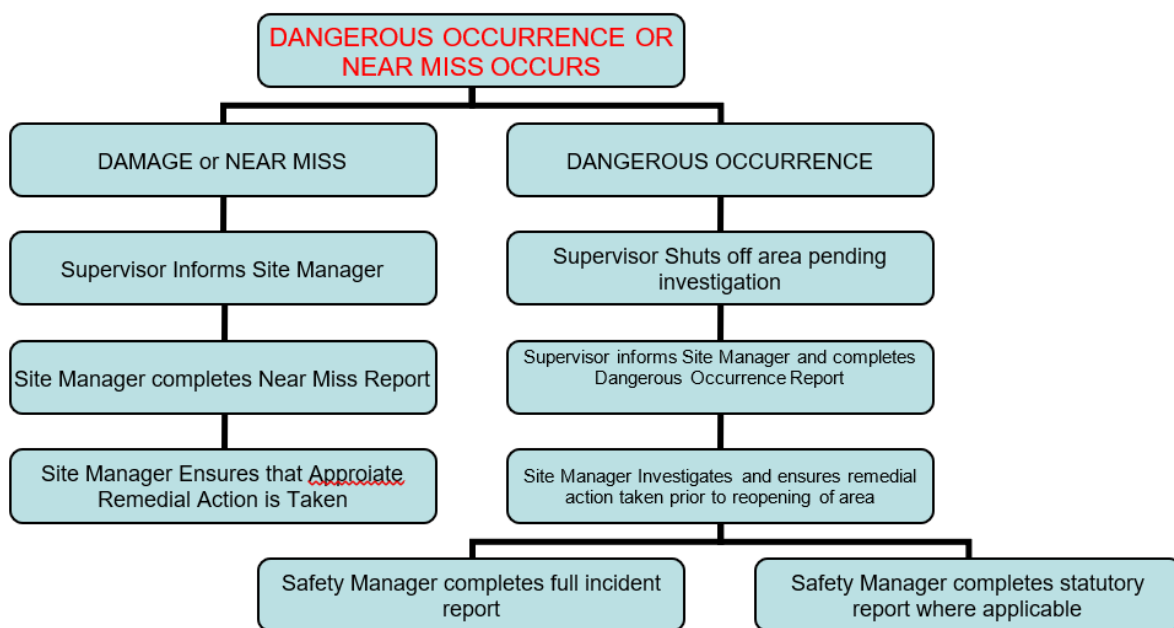 DANGEROUS OCCURRENCE OR
NEAR MISS OCCURS
DAMAGE or NEAR MISS
DANGEROUS OCCURRENCE
Supervisor Informs Site Manager
Supervisor Shuts off area pending
investigation
Site Manager completes Near Miss Report
Supervisor informs Site Manager and completes
Dangerous Occurrence Report
Site Manager Ensures that Approiate
Remedial Action is Taken
Site Manager Investigates and ensures remedial
action taken prior to reopening of area
Safety Manager completes full incident
report
Safety Manager completes statutory
report where applicable